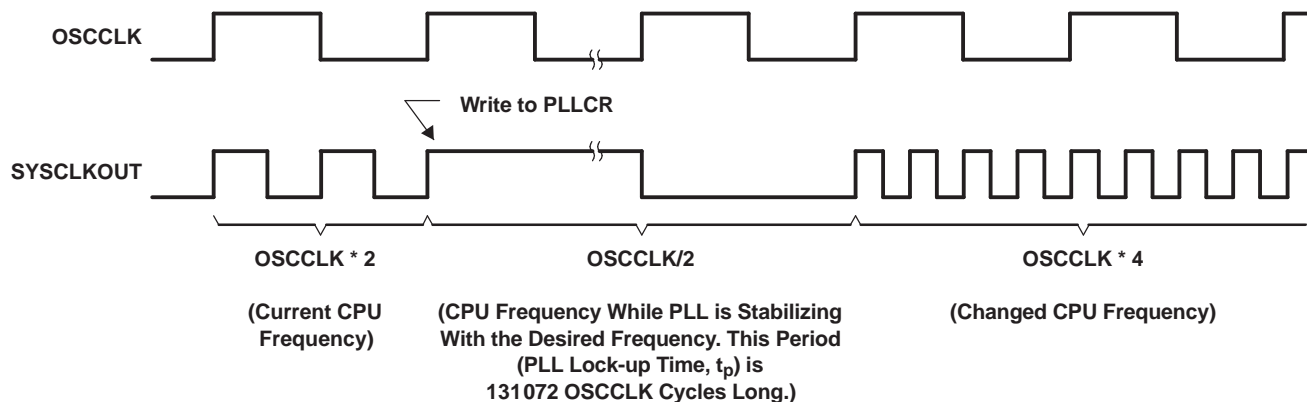 OSCCLK
Write to PLLCR
SYSCLKOUT
OSCCLK * 2
(Current CPU
Frequency)
OSCCLK/2
(CPU Frequency While PLL is Stabilizing
With the Desired Frequency. This Period
(PLL Lock-up Time, tp) is
131072 OSCCLK Cycles Long.)
OSCCLK * 4
(Changed CPU Frequency)